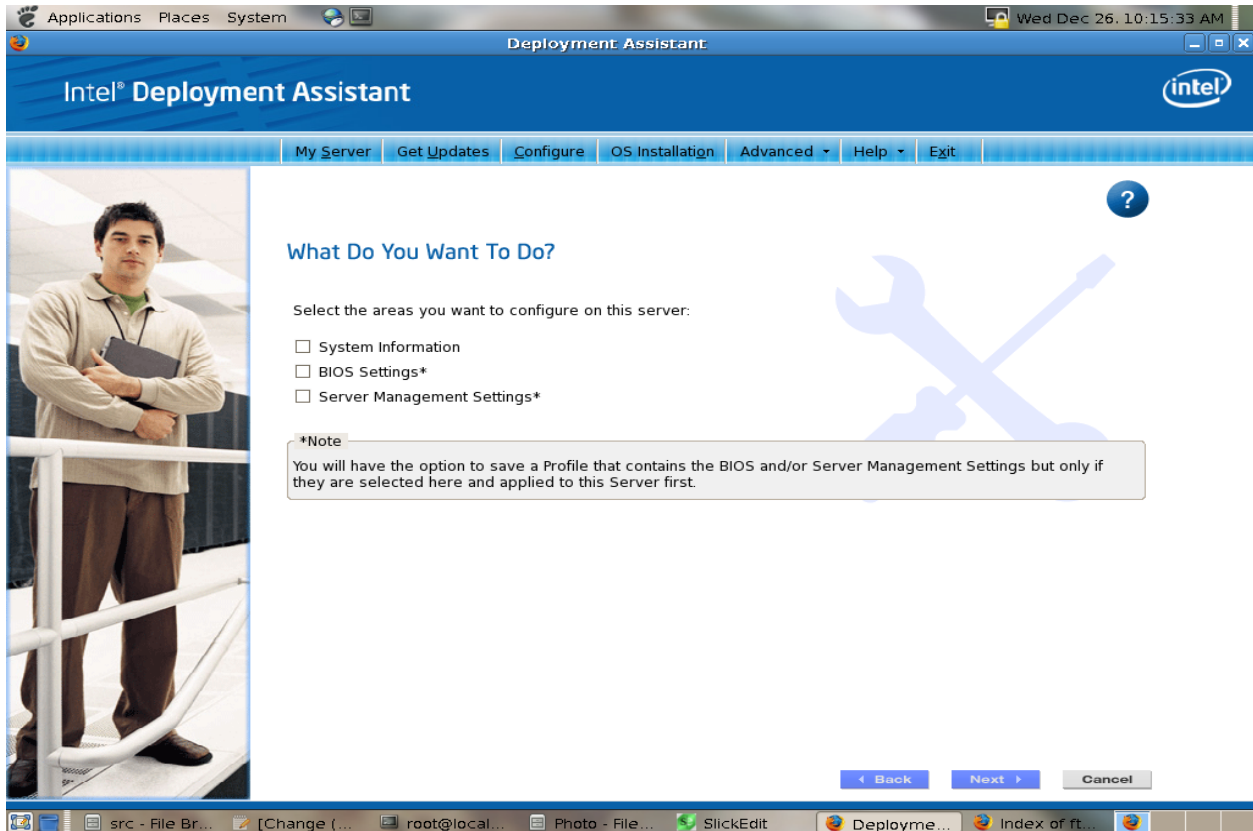 Applications Places System Wed Dec 26, 10:15:33 AM
Deployment Assistant
Intel® Deployment Assistant
intel
My Server Get Updates Configure OS Installation Advanced Help Exit
?
What Do You Want To Do?
Select the areas you want to configure on this server:
System Information
BIOS Settings*
Server Management Settings*
*Note
You will have the option to save a Profile that contains the BIOS and/or Server Management Settings but only if
they are selected here and applied to this Server first.
Back Next Cancel
src - File Br... [Change (... root@local... Photo - File... SlickEdit Deployme... Index of ft...